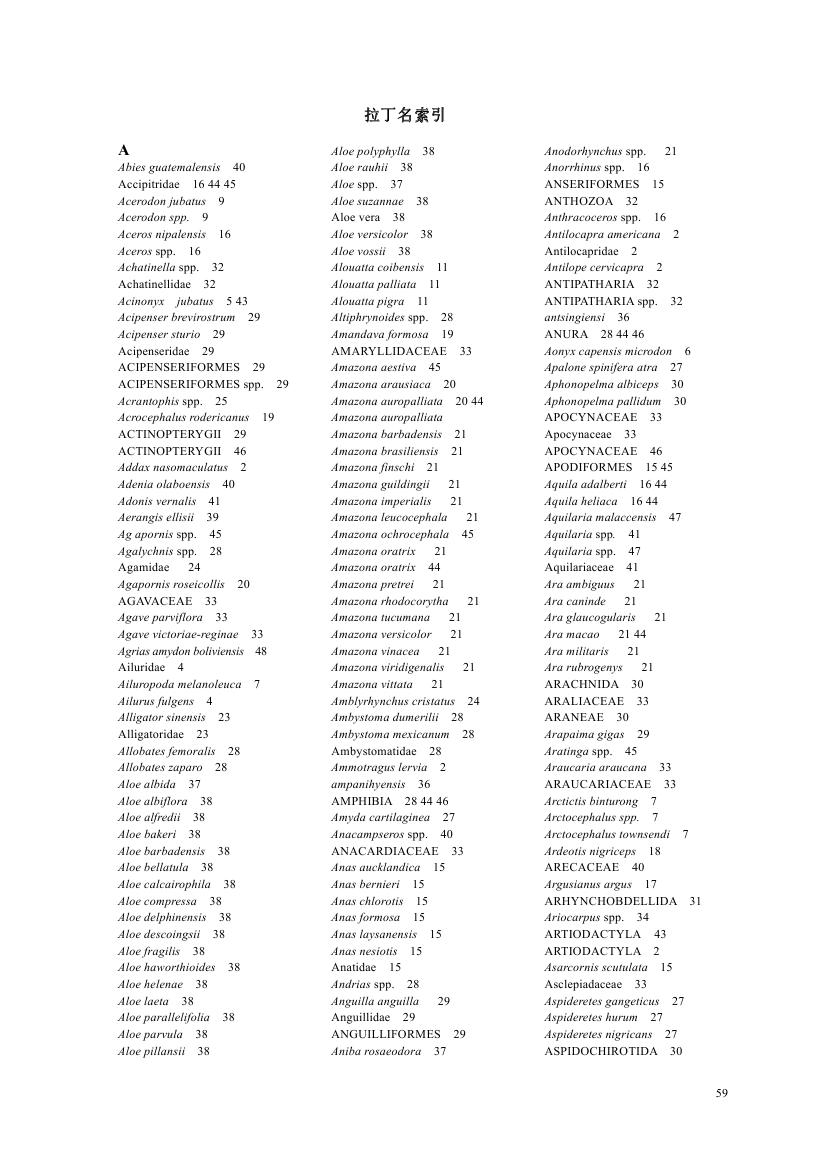 拉丁名索引
A
Abies guatemalensis 40
Accipitridae 16 44 45
Acerodon jubatus 9
Acerodon spp. 9
Aceros nipalensis 16
Aceros spp. 16
Achatinella spp. 32
Achatinellidae 32
Acinonyx jubatus 5 43
Acipenser brevirostrum 29
Acipenser sturio 29
Acipenseridae 29
ACIPENSERIFORMES 29
ACIPENSERIFORMES spp. 29
Acrantophis spp. 25
Acrocephalus rodericanus 19
ACTINOPTERYGII 29
ACTINOPTERYGII 46
Addax nasomaculatus 2
Adenia olaboensis 40
Adonis vernalis 41
Aerangis ellisii 39
Ag apornis spp. 45
Agalychnis spp. 28
Agamidae 24
Agapornis roseicollis 20
AGAVACEAE 33
Agave parviflora 33
Agave victoriae-reginae 33
Agrias amydon boliviensis 48
Ailuridae 4
Ailuropoda melanoleuca 7
Ailurus fulgens 4
Alligator sinensis 23
Alligatoridae 23
Allobates femoralis 28
Allobates zaparo 28
Aloe albida 37
Aloe albiflora 38
Aloe alfredii 38
Aloe bakeri 38
Aloe barbadensis 38
Aloe bellatula 38
Aloe calcairophila 38
Aloe compressa 38
Aloe delphinensis 38
Aloe descoingsii 38
Aloe fragilis 38
Aloe haworthioides 38
Aloe helenae 38
Aloe laeta 38
Aloe parallelifolia 38
Aloe parvula 38
Aloe pillansii 38
Aloe polyphylla 38
Aloe rauhii 38
Aloe spp. 37
Aloe suzannae 38
Aloe vera 38
Aloe versicolor 38
Aloe vossii 38
Alouatta coibensis 11
Alouatta palliata 11
Alouatta pigra 11
Altiphrynoides spp. 28
Amandava formosa 19
AMARYLLIDACEAE 33
Amazona aestiva 45
Amazona arausiaca 20
Amazona auropalliata 20 44
Amazona auropalliata
Amazona barbadensis 21
Amazona brasiliensis 21
Amazona finschi 21
Amazona guildingii 21
Amazona imperialis 21
Amazona leucocephala 21
Amazona ochrocephala 45
Amazona oratrix 21
Amazona oratrix 44
Amazona pretrei 21
Amazona rhodocorytha 21
Amazona tucumana 21
Amazona versicolor 21
Amazona vinacea 21
Amazona viridigenalis 21
Amazona vittata 21
Amblyrhynchus cristatus 24
Ambystoma dumerilii 28
Ambystoma mexicanum 28
Ambystomatidae 28
Ammotragus lervia 2
ampanihyensis 36
AMPHIBIA 28 44 46
Amyda cartilaginea 27
Anacampseros spp. 40
ANACARDIACEAE 33
Anas aucklandica 15
Anas bernieri 15
Anas chlorotis 15
Anas formosa 15
Anas laysanensis 15
Anas nesiotis 15
Anatidae 15
Andrias spp. 28
Anguilla anguilla 29
Anguillidae 29
ANGUILLIFORMES 29
Aniba rosaeodora 37
Anodorhynchus spp. 21
Anorrhinus spp. 16
ANSERIFORMES 15
ANTHOZOA 32
Anthracoceros spp. 16
Antilocapra americana 2
Antilocapridae 2
Antilope cervicapra 2
ANTIPATHARIA 32
ANTIPATHARIA spp. 32
antsingiensi 36
ANURA 28 44 46
Aonyx capensis microdon 6
Apalone spinifera atra 27
Aphonopelma albiceps 30
Aphonopelma pallidum 30
APOCYNACEAE 33
Apocynaceae 33
APOCYNACEAE 46
APODIFORMES 15 45
Aquila adalberti 16 44
Aquila heliaca 16 44
Aquilaria malaccensis 47
Aquilaria spp. 41
Aquilaria spp. 47
Aquilariaceae 41
Ara ambiguus 21
Ara caninde 21
Ara glaucogularis 21
Ara macao 21 44
Ara militaris 21
Ara rubrogenys 21
ARACHNIDA 30
ARALIACEAE 33
ARANEAE 30
Arapaima gigas 29
Aratinga spp. 45
Araucaria araucana 33
ARAUCARIACEAE 33
Arctictis binturong 7
Arctocephalus spp. 7
Arctocephalus townsendi 7
Ardeotis nigriceps 18
ARECACEAE 40
Argusianus argus 17
ARHYNCHOBDELLIDA 31
Ariocarpus spp. 34
ARTIODACTYLA 43
ARTIODACTYLA 2
Asarcornis scutulata 15
Asclepiadaceae 33
Aspideretes gangeticus 27
Aspideretes hurum 27
Aspideretes nigricans 27
ASPIDOCHIROTIDA 30
59